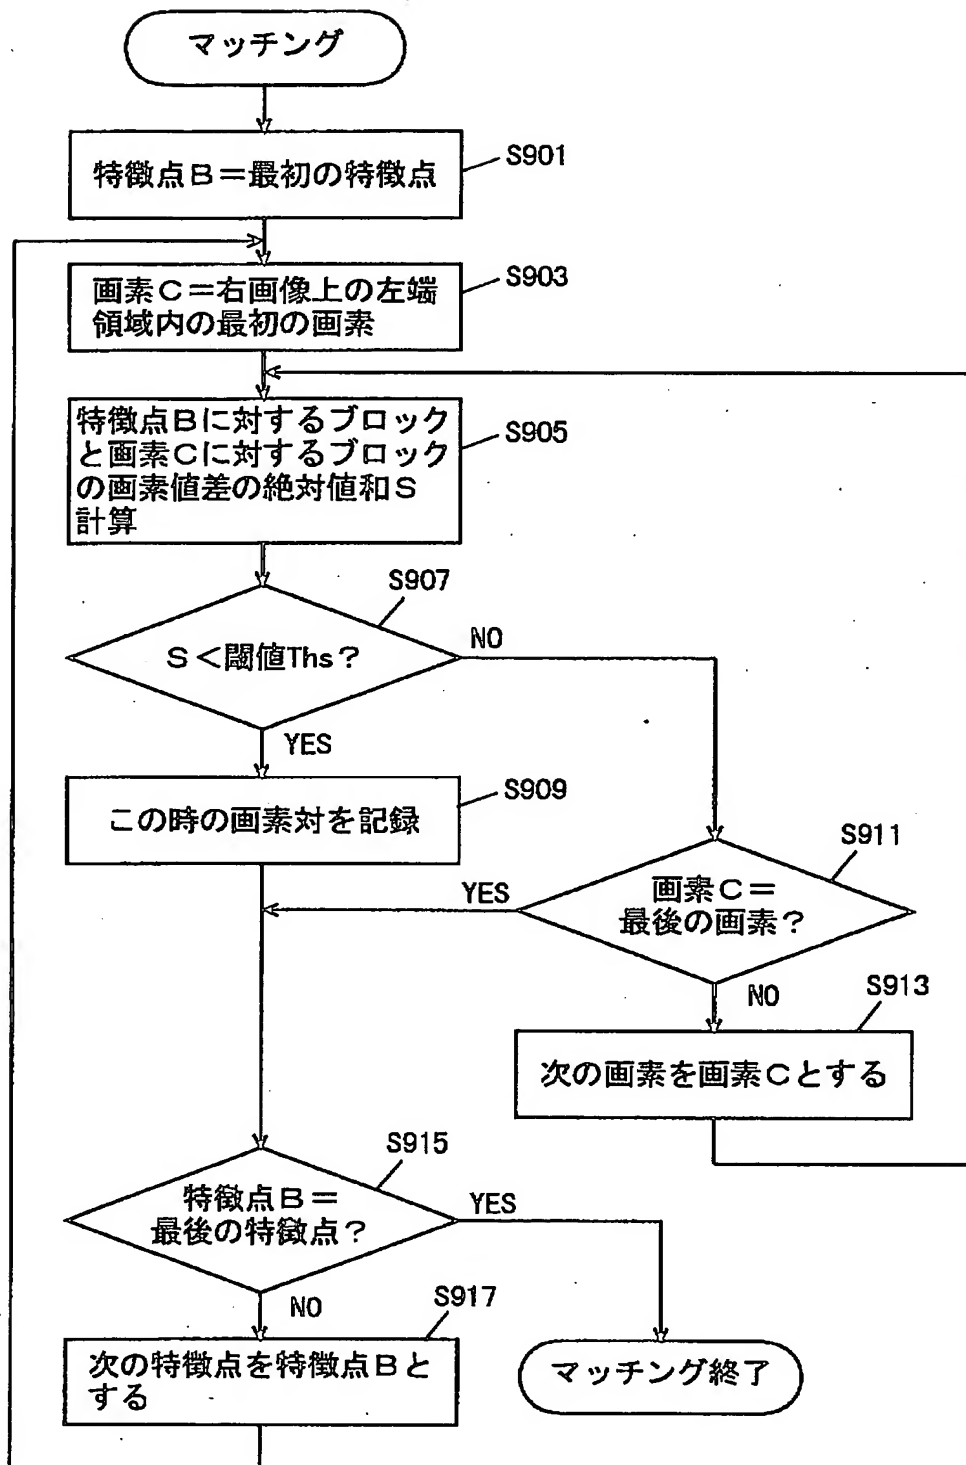 マッチング
特徴点B=最初の特徴点
S901
画素C=右画像上の左端
領域内の最初の画素
S903
特徴点Bに対するブロック
と画素Cに対するブロック
の画素値差の絶対値和S
計算
S905
S907
S<閾値Ths?
NO
YES
この時の画素対を記録
S909
S911
画素C=
最後の画素?
YES
NO
S913
次の画素を画素Cとする
S915
特徴点B=
最後の特徴点?
YES
NO
S917
次の特徴点を特徴点Bと
する
マッチング終了